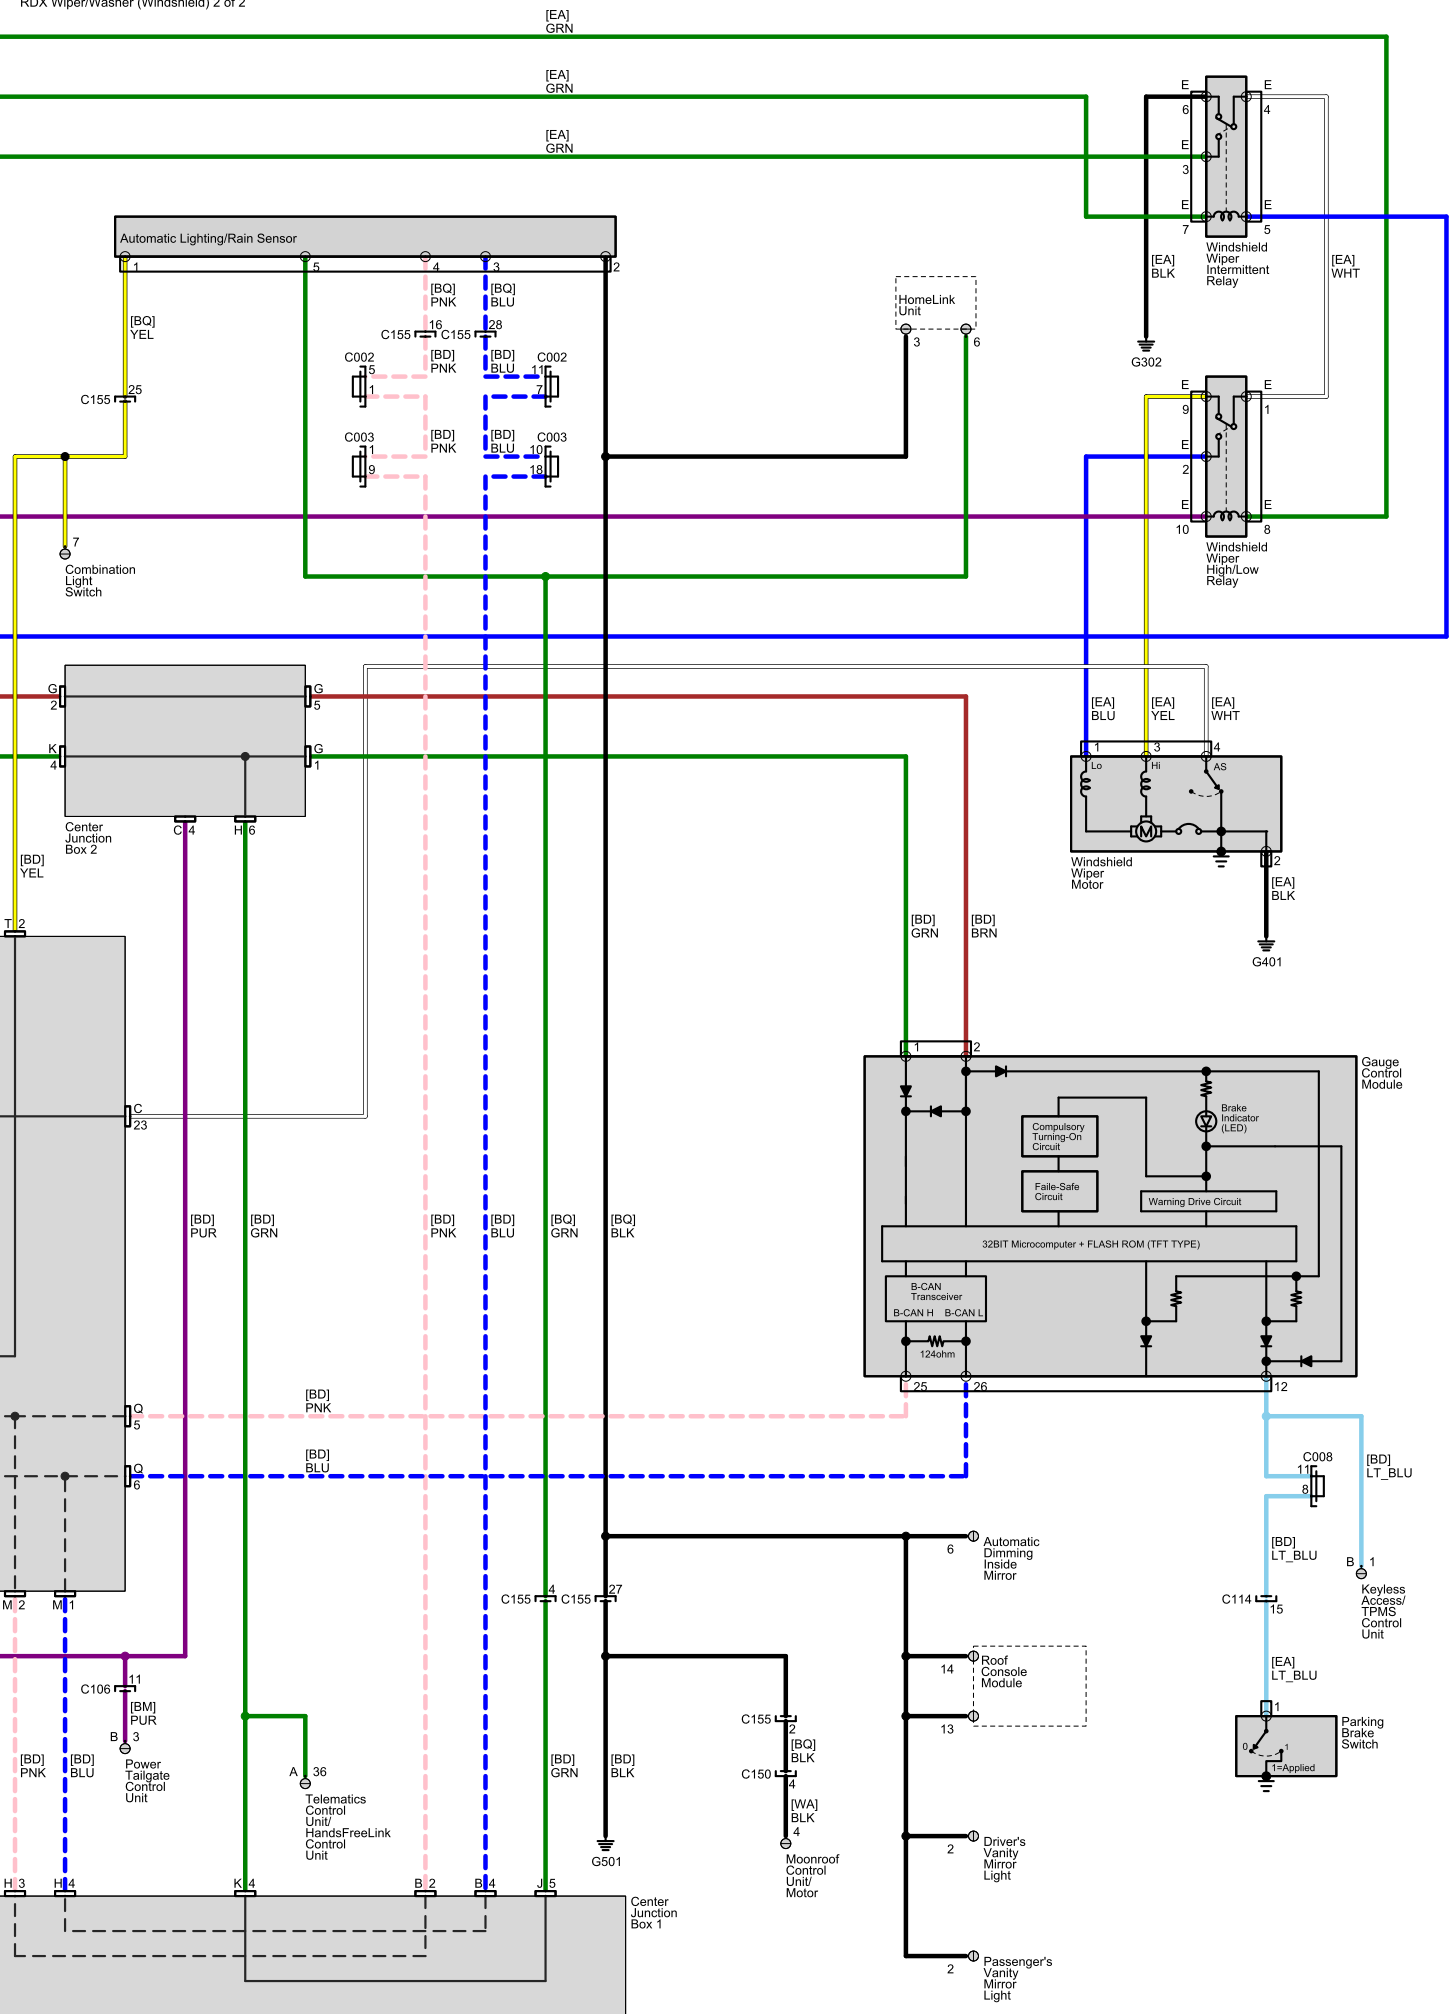 RDX Wiper/Washer (Windshield) 2 of 2
[EA]
GRN
[EA]
GRN
[EA]
GRN
E
6
E
4
E
3
E
7
E
5
Windshield
Wiper
Intermittent
Relay
[EA]
BLK
[EA]
WHT
G302
Automatic Lighting/Rain Sensor
1
5
4
3
2
[BQ]
YEL
[BQ]
PNK
[BQ]
BLU
C155
16
C155
28
[BD]
PNK
[BD]
BLU
C002
5
1
C002
11
7
C155
25
C003
1
9
[BD]
PNK
[BD]
BLU
C003
10
18
HomeLink
Unit
3
6
E
9
E
1
E
2
E
10
E
8
Windshield
Wiper
High/Low
Relay
7
Combination
Light
Switch
G
2
G
5
K
4
G
1
C 4
H 6
Center
Junction
Box 2
[BD]
YEL
T 2
[EA]
BLU
[EA]
YEL
[EA]
WHT
1
3
4
Lo
Hi
AS
M
2
Windshield
Wiper
Motor
[EA]
BLK
G401
[BD]
GRN
[BD]
BRN
1
2
Gauge
Control
Module
Brake
Indicator
(LED)
Compulsory
Turning-On
Circuit
Faile-Safe
Circuit
Warning Drive Circuit
32BIT Microcomputer + FLASH ROM (TFT TYPE)
B-CAN
Transceiver
B-CAN H
B-CAN L
124ohm
25
26
12
C
23
[BD]
PUR
[BD]
GRN
[BD]
PNK
[BD]
BLU
[BQ]
GRN
[BQ]
BLK
Q
5
[BD]
PNK
Q
6
[BD]
BLU
C008
11
8
[BD]
LT_BLU
[BD]
LT_BLU
B 1
Keyless
Access/
TPMS
Control
Unit
C114
15
[EA]
LT_BLU
1
0
1
1=Applied
Parking
Brake
Switch
6
Automatic
Dimming
Inside
Mirror
C155
4
C155
27
M 2
M 1
14
Roof
Console
Module
13
C106
11
[BM]
PUR
B 3
Power
Tailgate
Control
Unit
[BD]
PNK
[BD]
BLU
A 36
Telematics
Control
Unit/
HandsFreeLink
Control
Unit
[BD]
GRN
[BD]
BLK
G501
C155
2
[BQ]
BLK
C150
4
[WA]
BLK
4
Moonroof
Control
Unit/
Motor
2
Driver's
Vanity
Mirror
Light
2
Passenger's
Vanity
Mirror
Light
H 3
H 4
K 4
B 2
B 4
J 5
Center
Junction
Box 1